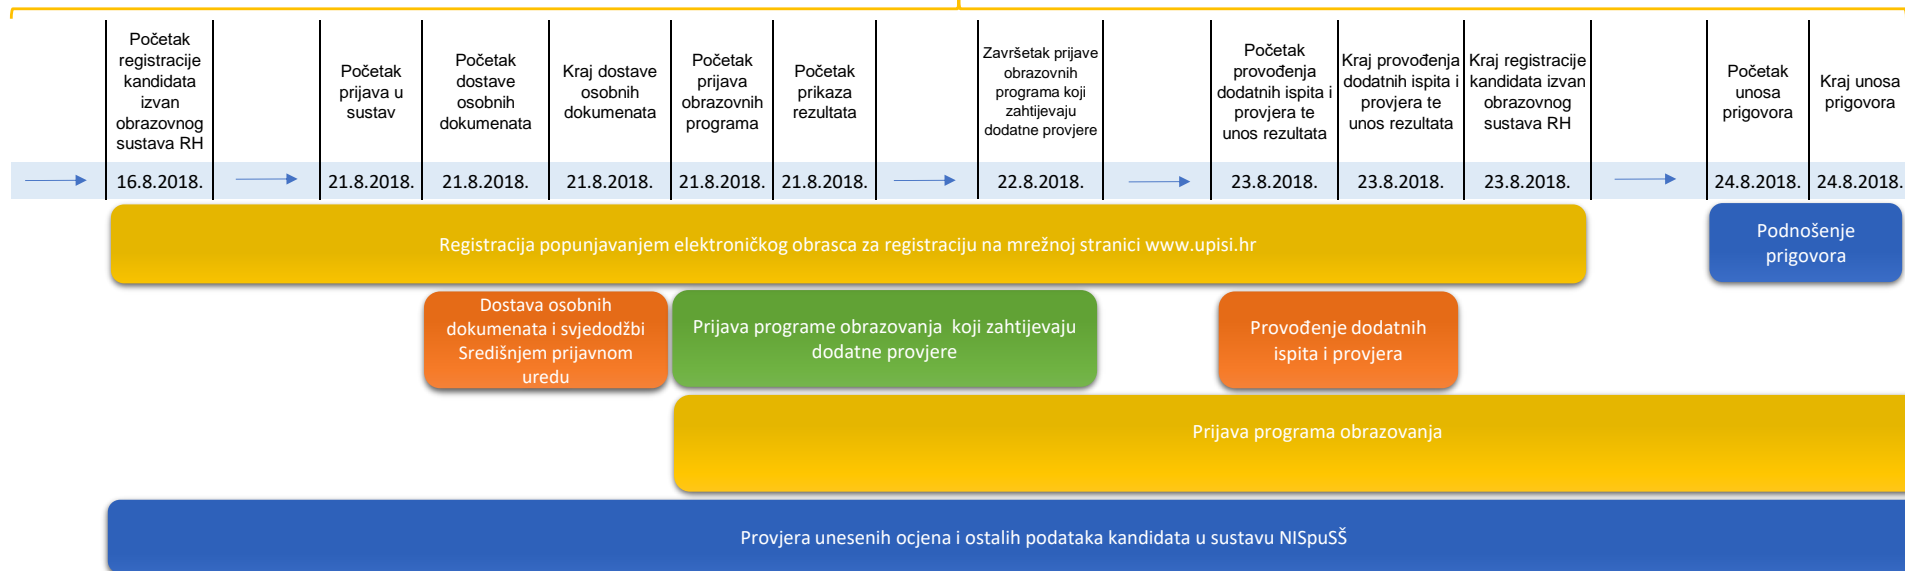 Početak
registracije
kandidata
izvan
obrazovnog
sustava RH
Početak
prijava u
sustav
Početak
dostave
osobnih
dokumenata
Kraj dostave
osobnih
dokumenata
Početak
prijava
obrazovnih
programa
Početak
prikaza
rezultata
Završetak prijave
obrazovnih
programa koji
zahtijevaju
dodatne provjere
Početak
provođenja
dodatnih ispita i
provjera te
unos rezultata
Kraj provođenja
dodatnih ispita i
provjera te
unos rezultata
Kraj registracije
kandidata izvan
obrazovnog
sustava RH
Početak
unosa
prigovora
Kraj unosa
prigovora
16.8.2018.
21.8.2018.
21.8.2018.
21.8.2018.
21.8.2018.
21.8.2018.
22.8.2018.
23.8.2018.
23.8.2018.
23.8.2018.
24.8.2018.
24.8.2018.
Registracija popunjavanjem elektroničkog obrasca za registraciju na mrežnoj stranici www.upisi.hr
Podnošenje
prigovora
Dostava osobnih
dokumenata i svjedodžbi
Središnjem prijavnom
uredu
Prijava programe obrazovanja koji zahtijevaju
dodatne provjere
Provođenje dodatnih
ispita i provjera
Prijava programa obrazovanja
Provjera unesenih ocjena i ostalih podataka kandidata u sustavu NISpuSŠ